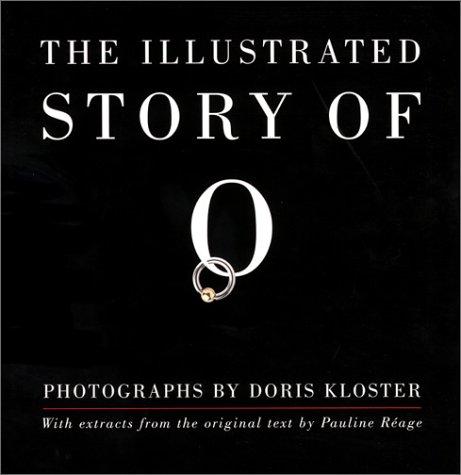 THE ILLUSTRATED
STORY OF
O
PHOTOGRAPHS BY DORIS KLOSTER
With extracts from the original text by Pauline Réage